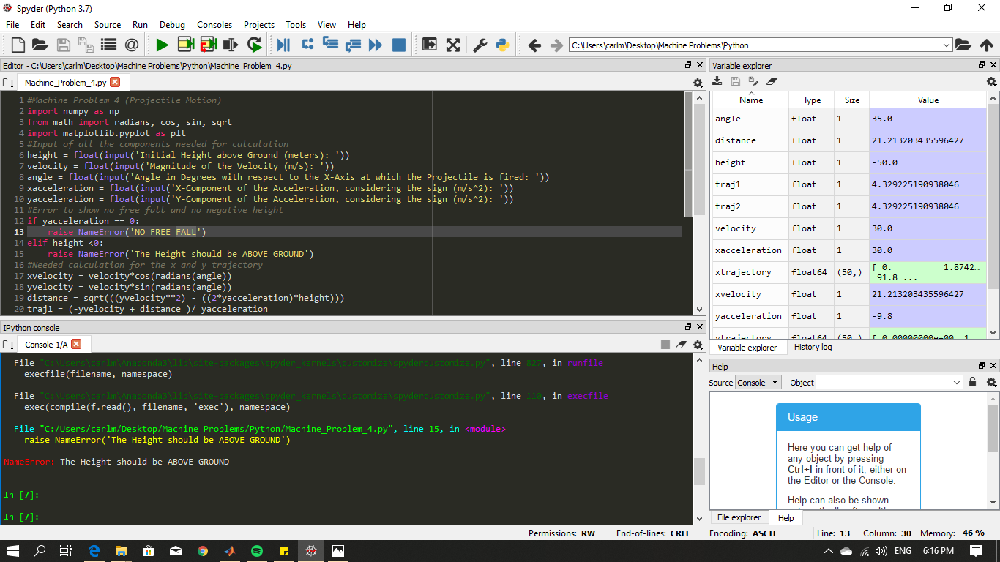 Spyder (Python 3.7)
File Edit Search Source Run Debug Consoles Projects Tools View Help
C:\Users\carlm\Desktop\Machine Problems\Python
Editor - C:\Users\carlm\Desktop\Machine Problems\Python\Machine_Problem_4.py
Machine_Problem_4.py
1 #Machine Problem 4 (Projectile Motion)
2 import numpy as np
3 from math import radians, cos, sin, sqrt
4 import matplotlib.pyplot as plt
5 #Input of all the components needed for calculation
6 height = float(input('Initial Height above Ground (meters): '))
7 velocity = float(input('Magnitude of the Velocity (m/s): '))
8 angle = float(input('Angle in Degrees with respect to the X-Axis at which the Projectile is fired: '))
9 xacceleration = float(input('X-Component of the Acceleration, considering the sign (m/s^2): '))
10 yacceleration = float(input('Y-Component of the Acceleration, considering the sign (m/s^2): '))
11 #Error to show no free fall and no negative height
12 if yacceleration == 0:
13     raise NameError('NO FREE FALL')
14 elif height <0:
15     raise NameError('The Height should be ABOVE GROUND')
16 #Needed calculation for the x and y trajectory
17 xvelocity = velocity*cos(radians(angle))
18 yvelocity = velocity*sin(radians(angle))
19 distance = sqrt(((yvelocity**2) - ((2*yacceleration)*height)))
20 traj1 = (-yvelocity + distance )/ yacceleration
IPython console
Console 1/A
File "C:\Users\carlm\Anaconda3\lib\site-packages\spyder_kernels\customize\spydercustomize.py", line 827, in runfile
execfile(filename, namespace)
File "C:\Users\carlm\Anaconda3\lib\site-packages\spyder_kernels\customize\spydercustomize.py", line 110, in execfile
exec(compile(f.read(), filename, 'exec'), namespace)
File "C:/Users/carlm/Desktop/Machine Problems/Python/Machine_Problem_4.py", line 15, in <module>
raise NameError('The Height should be ABOVE GROUND')
NameError: The Height should be ABOVE GROUND
In [7]:
In [7]:
Variable explorer
Name Type Size Value
angle float 1 35.0
distance float 1 21.213203435596427
height float 1 -50.0
traj1 float 1 4.329225190938046
traj2 float 1 4.329225190938046
velocity float 1 30.0
xacceleration float 1 30.0
xtrajectory float64 (50,) [ 0. 1.8742…
91.8 ...
xvelocity float 1 21.213203435596427
yacceleration float 1 -9.8
ytrajectory float64 (50,) [ 0.00000000e+00 1
Variable explorer History log
Help
Source Console Object
Usage
Here you can get help of
any object by pressing
Ctrl+I in front of it, either on
the Editor or the Console.
Help can also be shown
File explorer Help
Permissions: RW End-of-lines: CRLF Encoding: ASCII Line: 13 Column: 30 Memory: 46 %
ENG 6:16 PM